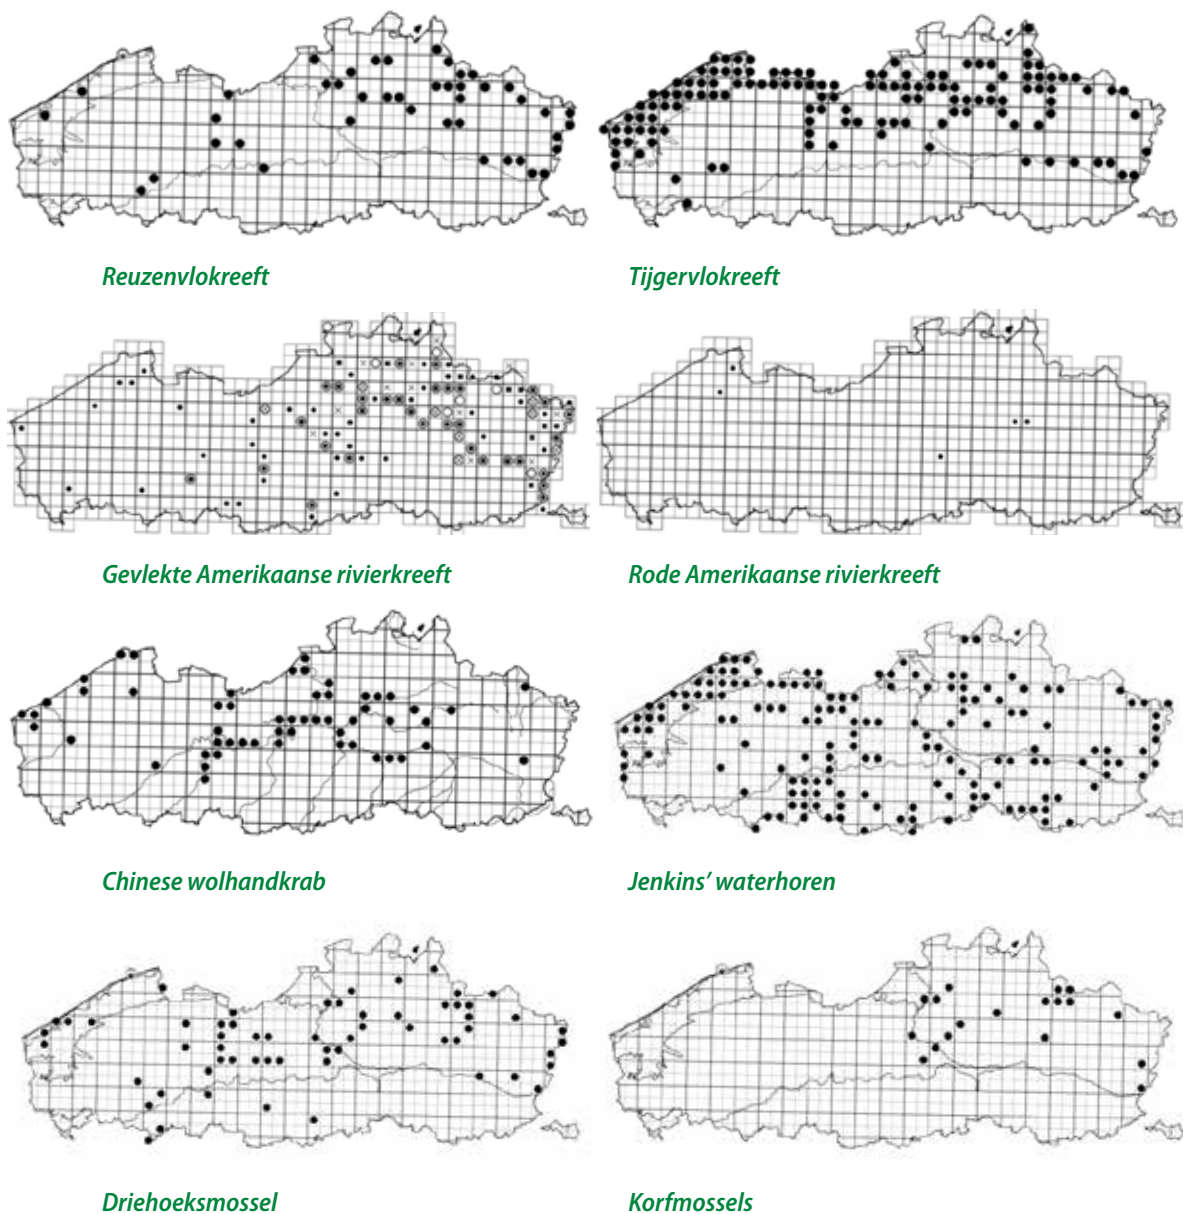 Reuzenvlokreeft
Tijgervlokreeft
Gevlekte Amerikaanse rivierkreeft
Rode Amerikaanse rivierkreeft
Chinese wolhandkrab
Jenkins’ waterhoren
Driehoeksmossel
Korfmossels